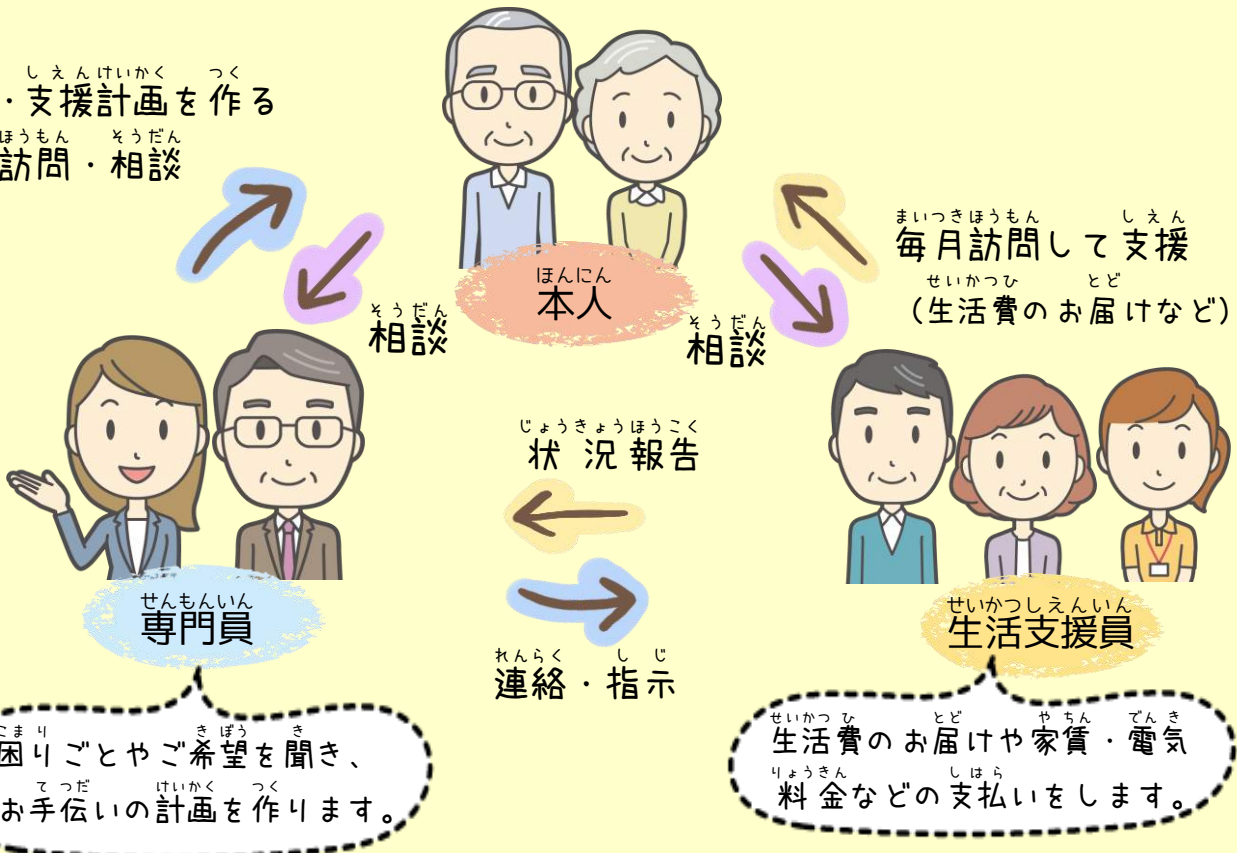 ・支援計画を作る
訪問・相談
本人
毎月訪問して支援
(生活費のお届けなど)
相談
相談
状況報告
連絡・指示
専門員
生活支援員
困りごとやご希望を聞き、
お手伝いの計画を作ります。
生活費のお届けや家賃・電気
料金などの支払いをします。